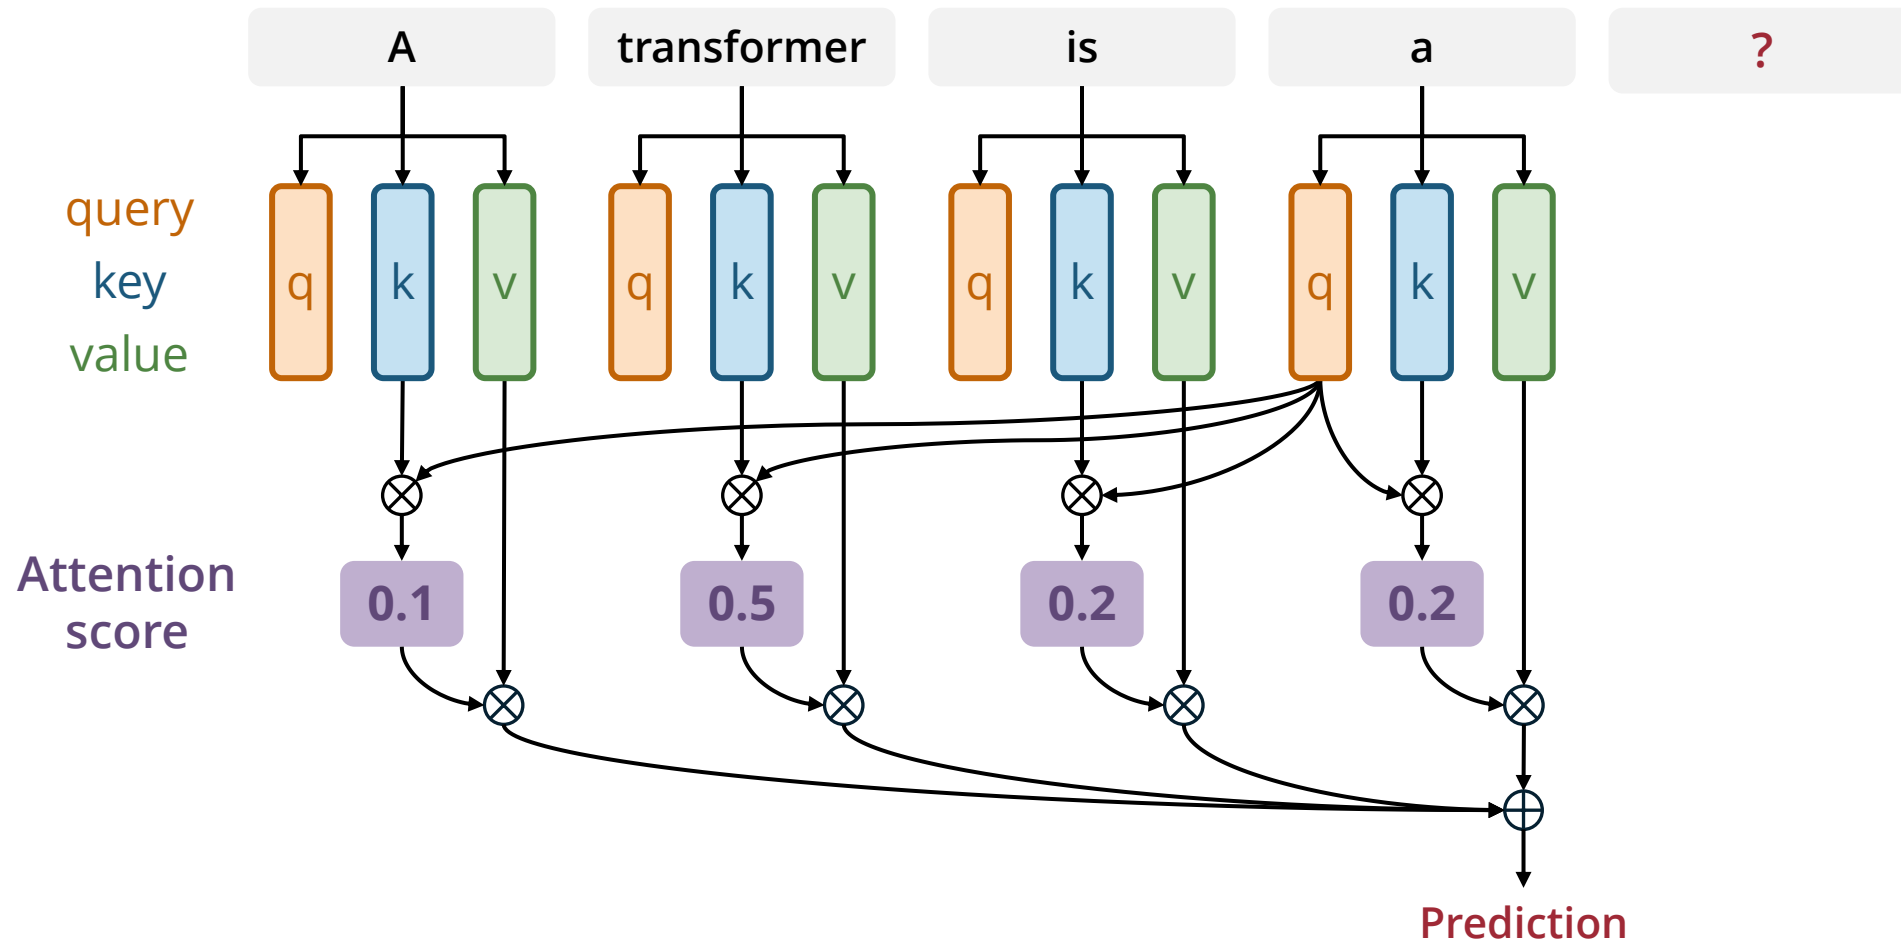 A transformer is a ?
query
key
value
q k v q k v q k v q k v
Attention
score
0.1 0.5 0.2 0.2
Prediction